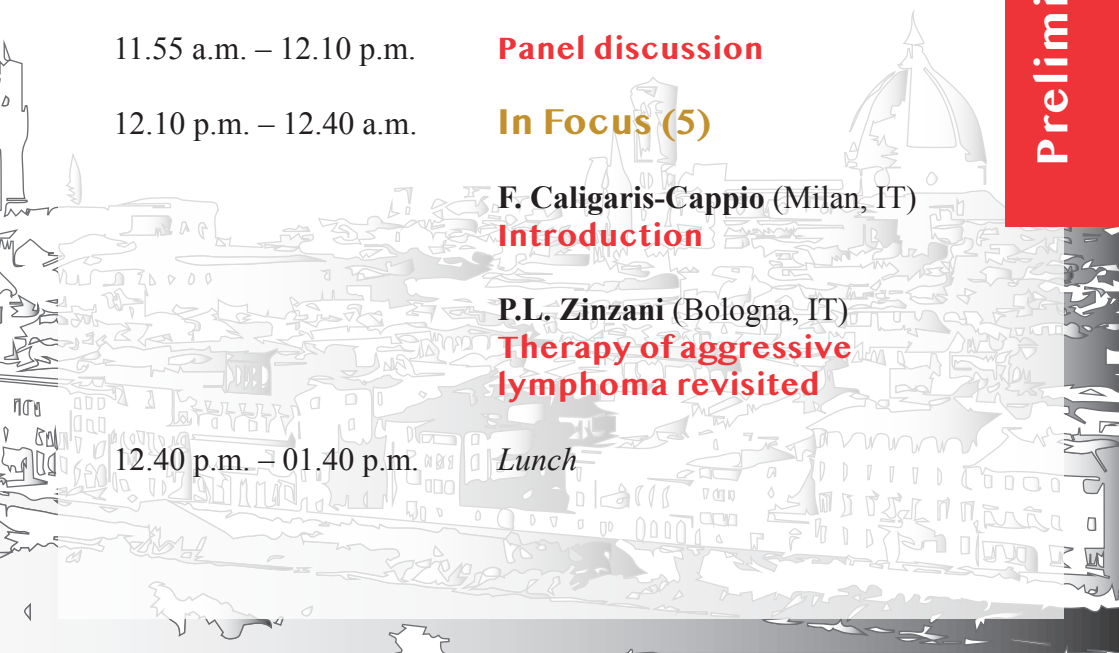 11.55 a.m. – 12.10 p.m. Panel discussion
12.10 p.m. – 12.40 a.m. In Focus (5)
F. Caligaris-Cappio (Milan, IT)
Introduction
P.L. Zinzani (Bologna, IT)
Therapy of aggressive
lymphoma revisited
12.40 p.m. – 01.40 p.m. Lunch
Prelimi